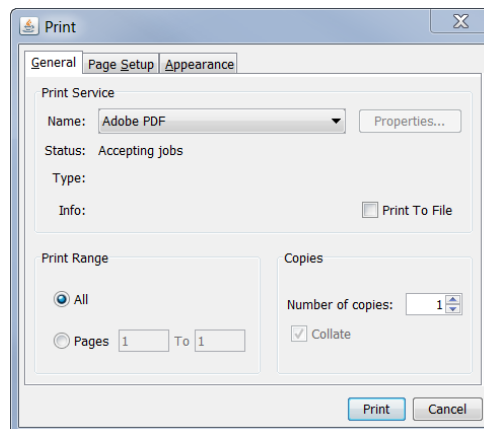 Print
General Page Setup Appearance
Print Service
Name: Adobe PDF Properties...
Status: Accepting jobs
Type:
Info: Print To File
Print Range Copies
All Number of copies: 1
Pages 1 To 1 Collate
Print Cancel